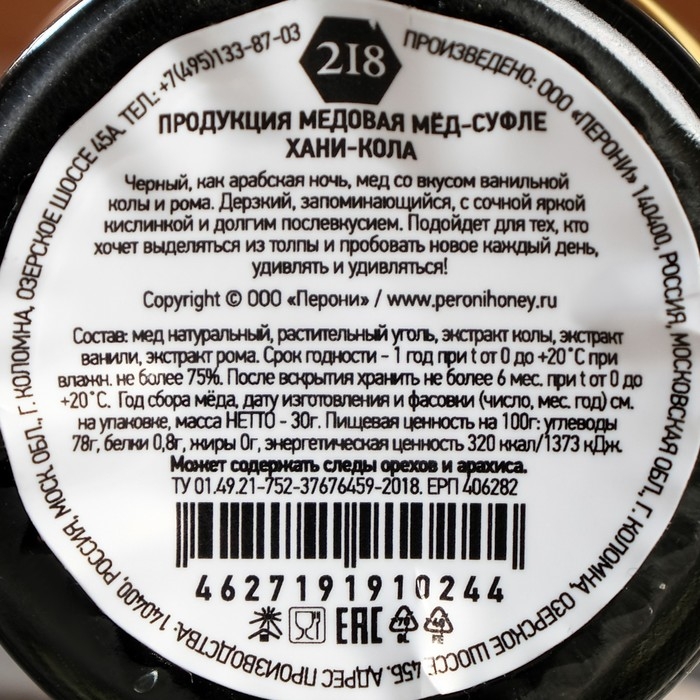 218
ПРОИЗВЕДЕНО: ООО «ПЕРОНИ» 140400, РОССИЯ, МОСКОВСКАЯ ОБЛ., Г. КОЛОМНА, ОЗЕРСКОЕ ШОССЕ 45Б. АДРЕС ПРОИЗВОДСТВА: 140400, РОССИЯ, МОСК. ОБЛ., Г. КОЛОМНА, ОЗЕРСКОЕ ШОССЕ 45А. ТЕЛ.: +7(495)133-87-03
ПРОДУКЦИЯ МЕДОВАЯ МЁД-СУФЛЕ
ХАНИ-КОЛА
Черный, как арабская ночь, мед со вкусом ванильной
колы и рома. Дерзкий, запоминающийся, с сочной яркой
кислинкой и долгим послевкусием. Подойдет для тех, кто
хочет выделяться из толпы и пробовать новое каждый день,
удивлять и удивляться!
Copyright © ООО «Перони» / www.peronihoney.ru
Состав: мед натуральный, растительный уголь, экстракт колы, экстракт
ванили, экстракт рома. Срок годности - 1 год при t от 0 до +20˚С при
влажн. не более 75%. После вскрытия хранить не более 6 мес. при t от 0 до
+20˚С. Год сбора мёда, дату изготовления и фасовки (число, мес. год) см.
на упаковке, масса НЕТТО - 30г. Пищевая ценность на 100г: углеводы
78г, белки 0,8г, жиры 0г, энергетическая ценность 320 ккал/1373 кДж.
Может содержать следы орехов и арахиса.
ТУ 01.49.21-752-37676459-2018. ЕРП 406282
4627191910244
EAC